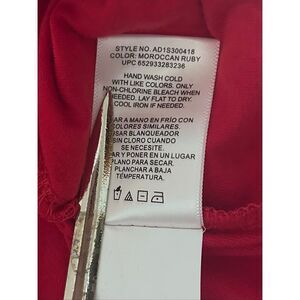 STYLE NO. AD1S300418
COLOR: MOROCCAN RUBY
UPC 652933283236
HAND WASH COLD
WITH LIKE COLORS. ONLY
NON-CHLORINE BLEACH WHEN
NEEDED. LAY FLAT TO DRY.
COOL IRON IF NEEDED.
AR A MANO EN FRÍO CON
COLORES SIMILARES.
USAR BLANQUEADOR
SIN CLORO CUANDO
SE NECESITE.
AR Y PONER EN UN LUGAR
PLANO PARA SECAR.
PLANCHAR A BAJA
TEMPERATURA.